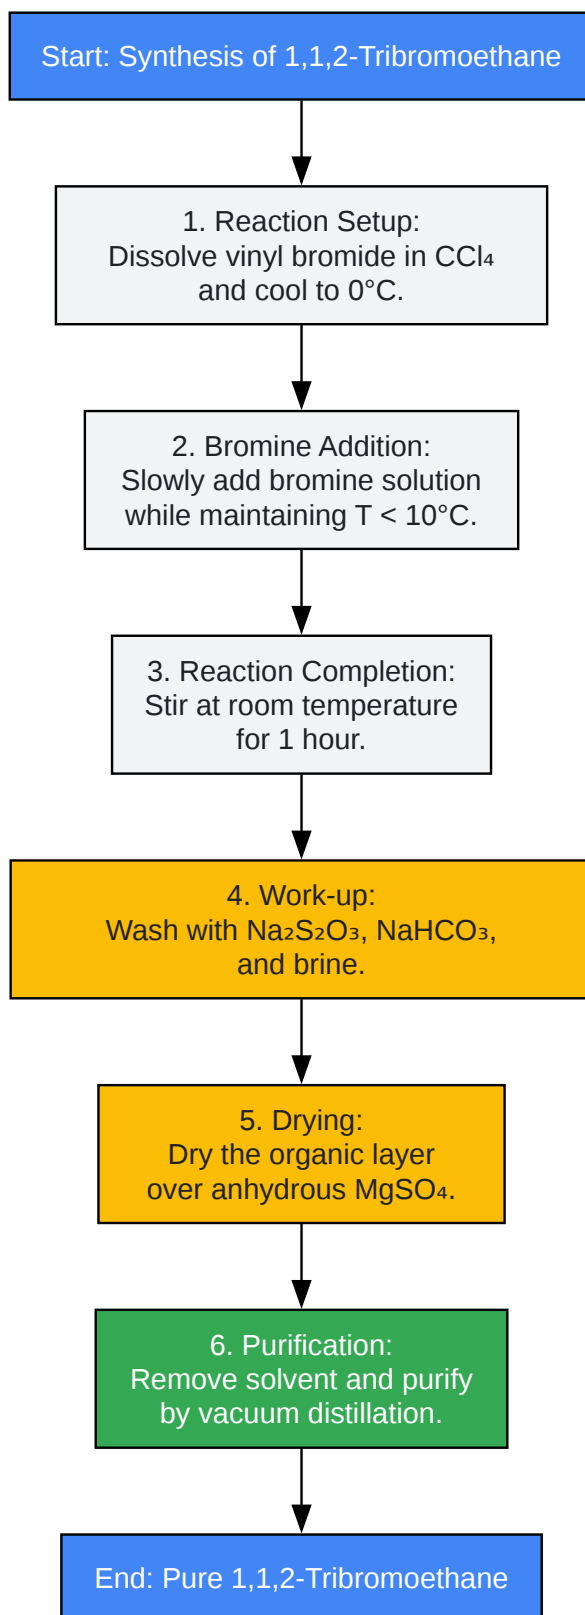 Start: Synthesis of 1,1,2-Tribromoethane
1. Reaction Setup:
Dissolve vinyl bromide in CCl₄
and cool to 0°C.
2. Bromine Addition:
Slowly add bromine solution
while maintaining T < 10°C.
3. Reaction Completion:
Stir at room temperature
for 1 hour.
4. Work-up:
Wash with Na₂S₂O₃, NaHCO₃,
and brine.
5. Drying:
Dry the organic layer
over anhydrous MgSO₄.
6. Purification:
Remove solvent and purify
by vacuum distillation.
End: Pure 1,1,2-Tribromoethane